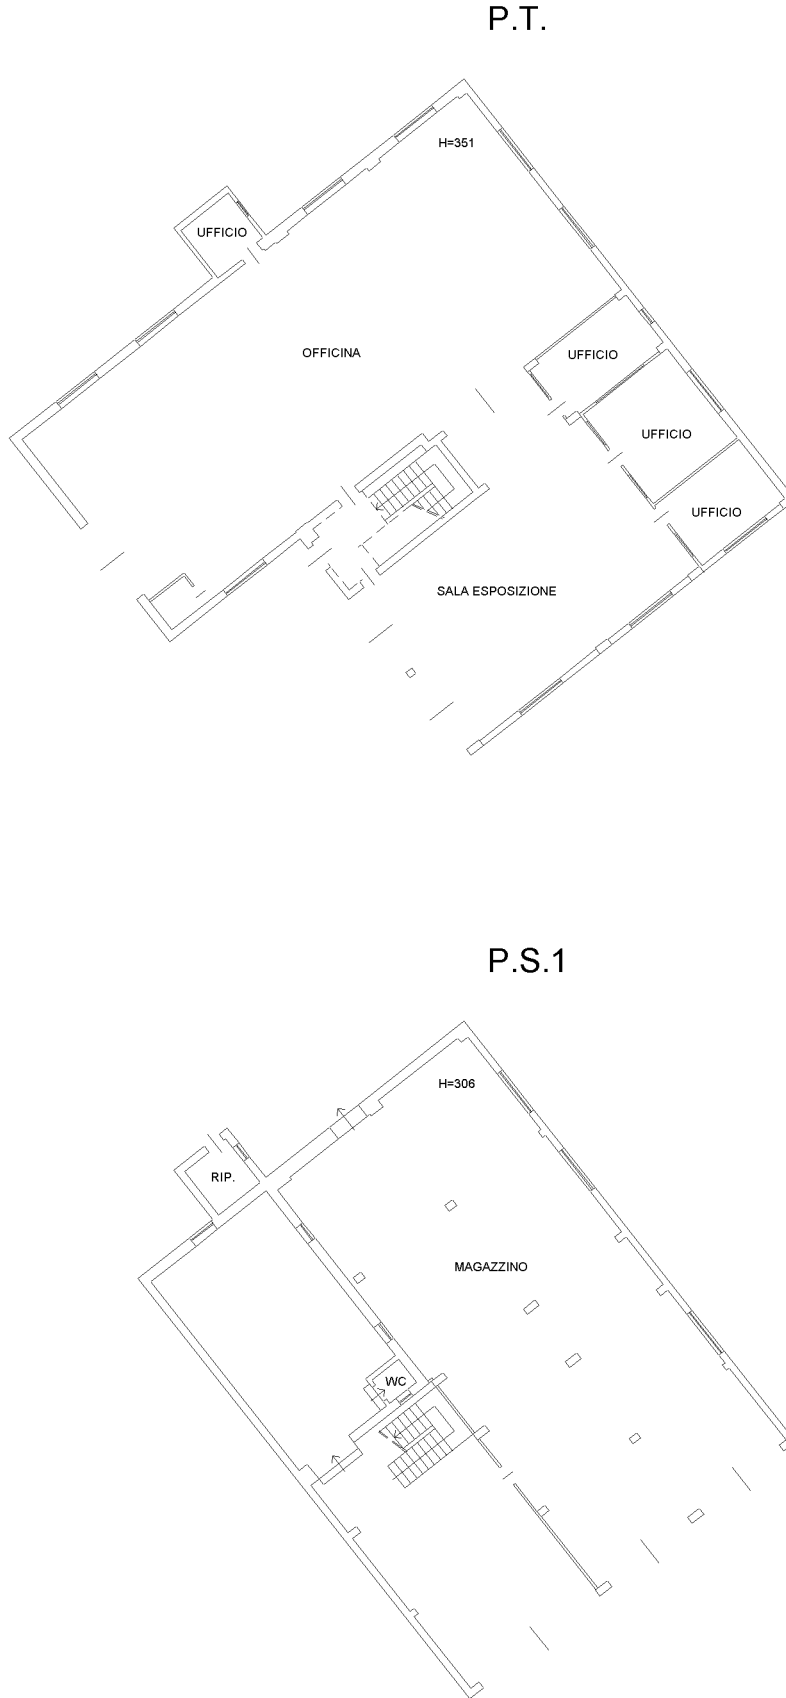 P.T.
H=351
UFFICIO
OFFICINA
UFFICIO
UFFICIO
UFFICIO
SALA ESPOSIZIONE
P.S.1
H=306
RIP.
MAGAZZINO
WC